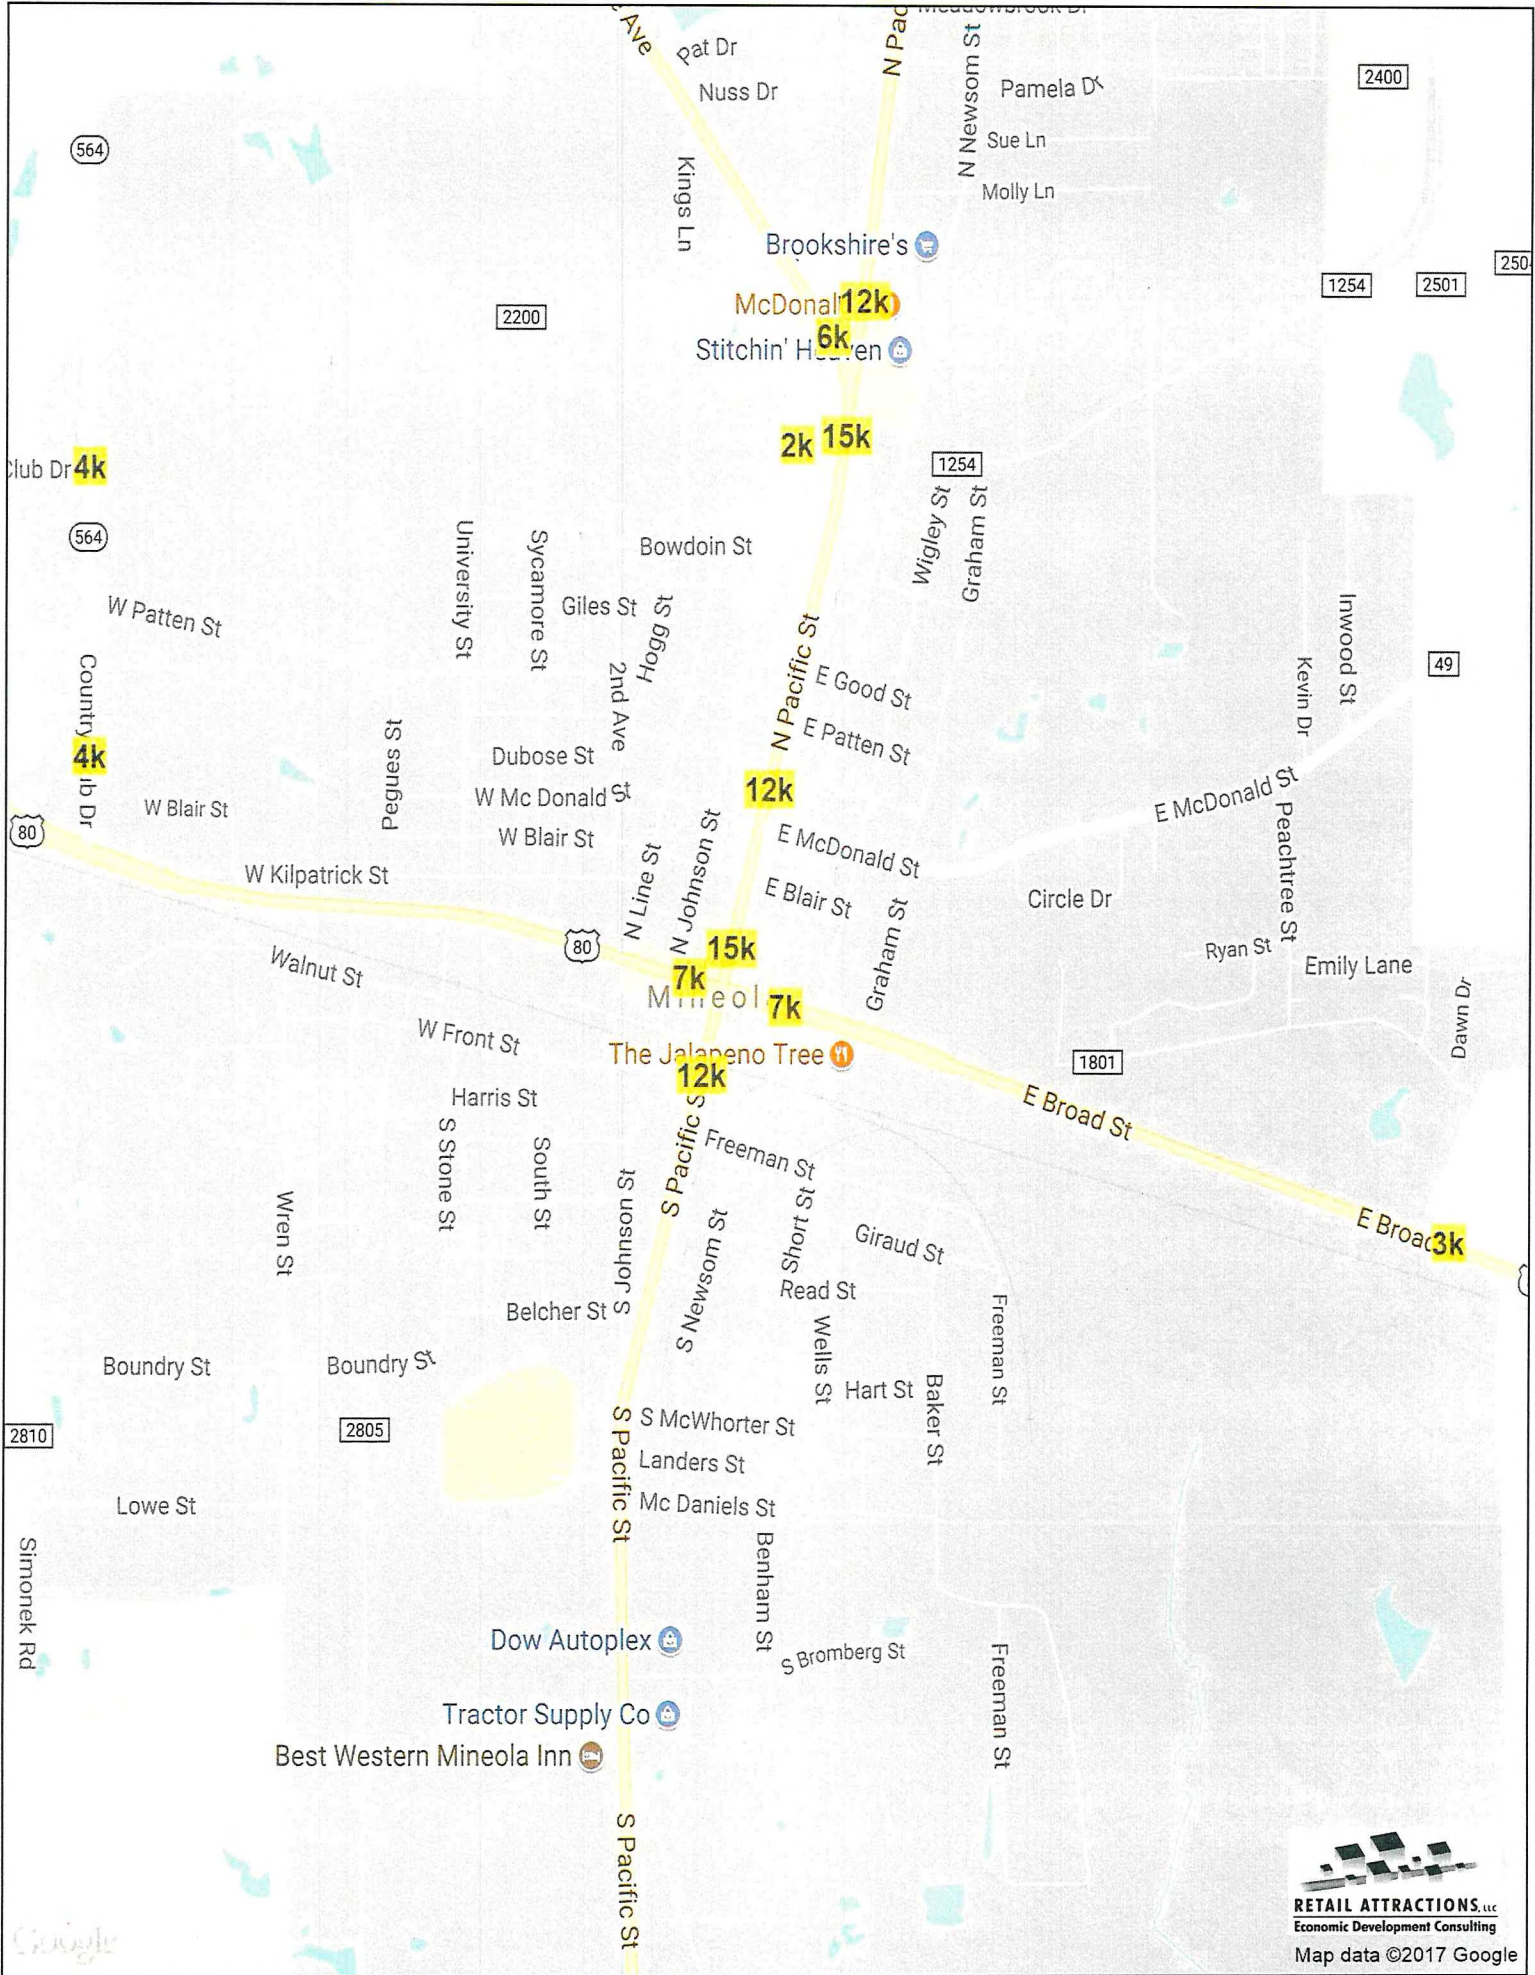 Ave
Pat Dr
Nuss Dr
N Pac
N Newsom St
Pamela Dr
2400
Sue Ln
564
Kings Ln
Molly Ln
Brookshire's
250
1254
2501
McDonal
12k
2200
6k
Stitchin' Heaven
2k
15k
Club Dr
4k
1254
Wigley St
Graham St
564
University St
Sycamore St
Bowdoin St
Giles St
Hogg St
W Patten St
Inwood St
N Pacific St
2nd Ave
Country
Kevin Dr
49
E Good St
E Patten St
Pegues St
Dubose St
4k
ub Dr
12k
W Mc Donald St
E McDonald St
W Blair St
W Blair St
80
N Johnson St
E McDonald St
Peachtree St
N Line St
W Kilpatrick St
E Blair St
Graham St
Circle Dr
80
15k
Ryan St
Emily Lane
Walnut St
7k
Mineol
7k
Dawn Dr
W Front St
The Jalapeno Tree
12k
1801
Harris St
E Broad St
S Stone St
South St
S Pacific S
Freeman St
Wren St
S Johnson St
S Newsom St
Short St
Giraud St
E Broad
3k
Read St
Belcher St
Wells St
Freeman St
Boundry St
Boundry St
Hart St
Baker St
2810
2805
S Pacific St
S McWhorter St
Landers St
Lowe St
Mc Daniels St
Simonek Rd
Benham St
Dow Autoplex
S Bromberg St
Freeman St
Tractor Supply Co
Best Western Mineola Inn
S Pacific St
RETAIL ATTRACTIONS, LLC
Economic Development Consulting
Google
Map data ©2017 Google